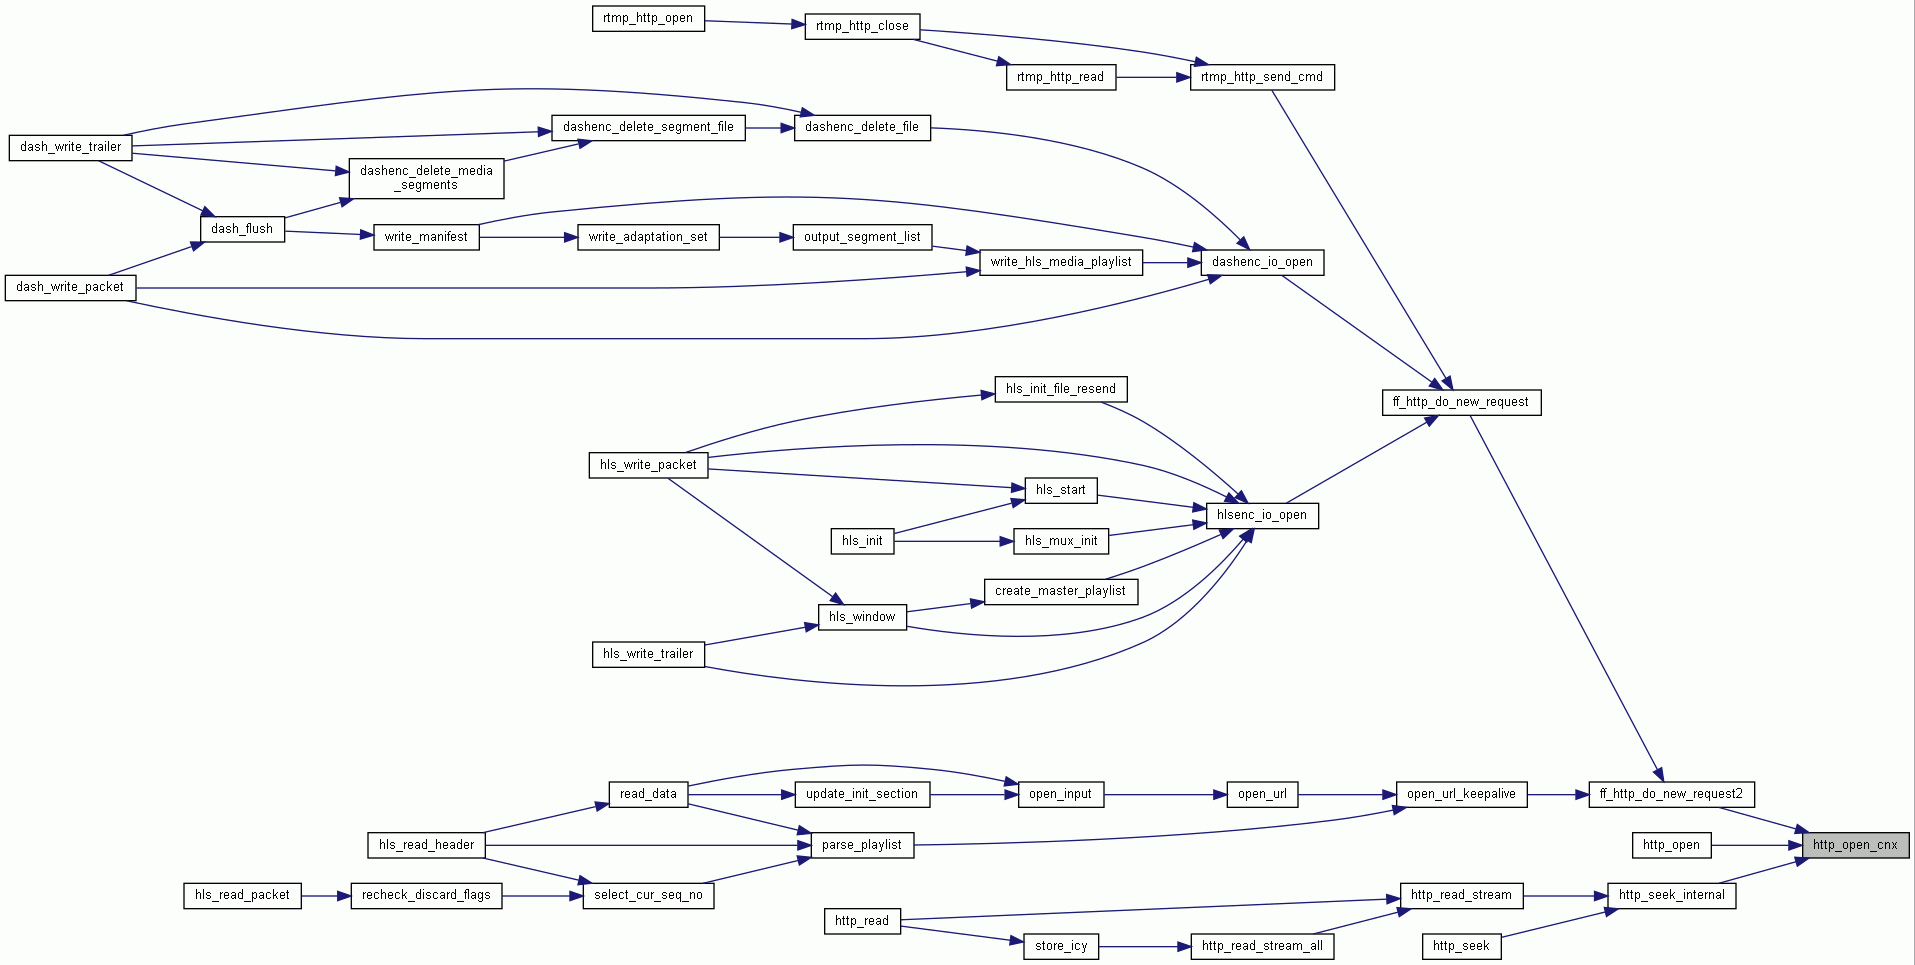 rtmp_http_open
rtmp_http_close
rtmp_http_read
rtmp_http_send_cmd
dashenc_delete_segment_file
dashenc_delete_file
dash_write_trailer
dashenc_delete_media
_segments
dash_flush
write_manifest
write_adaptation_set
output_segment_list
write_hls_media_playlist
dashenc_io_open
dash_write_packet
hls_init_file_resend
ff_http_do_new_request
hls_write_packet
hls_start
hlsenc_io_open
hls_init
hls_mux_init
create_master_playlist
hls_window
hls_write_trailer
read_data
update_init_section
open_input
open_url
open_url_keepalive
ff_http_do_new_request2
hls_read_header
parse_playlist
http_open
http_open_cnx
hls_read_packet
recheck_discard_flags
select_cur_seq_no
http_read_stream
http_seek_internal
http_read
store_icy
http_read_stream_all
http_seek